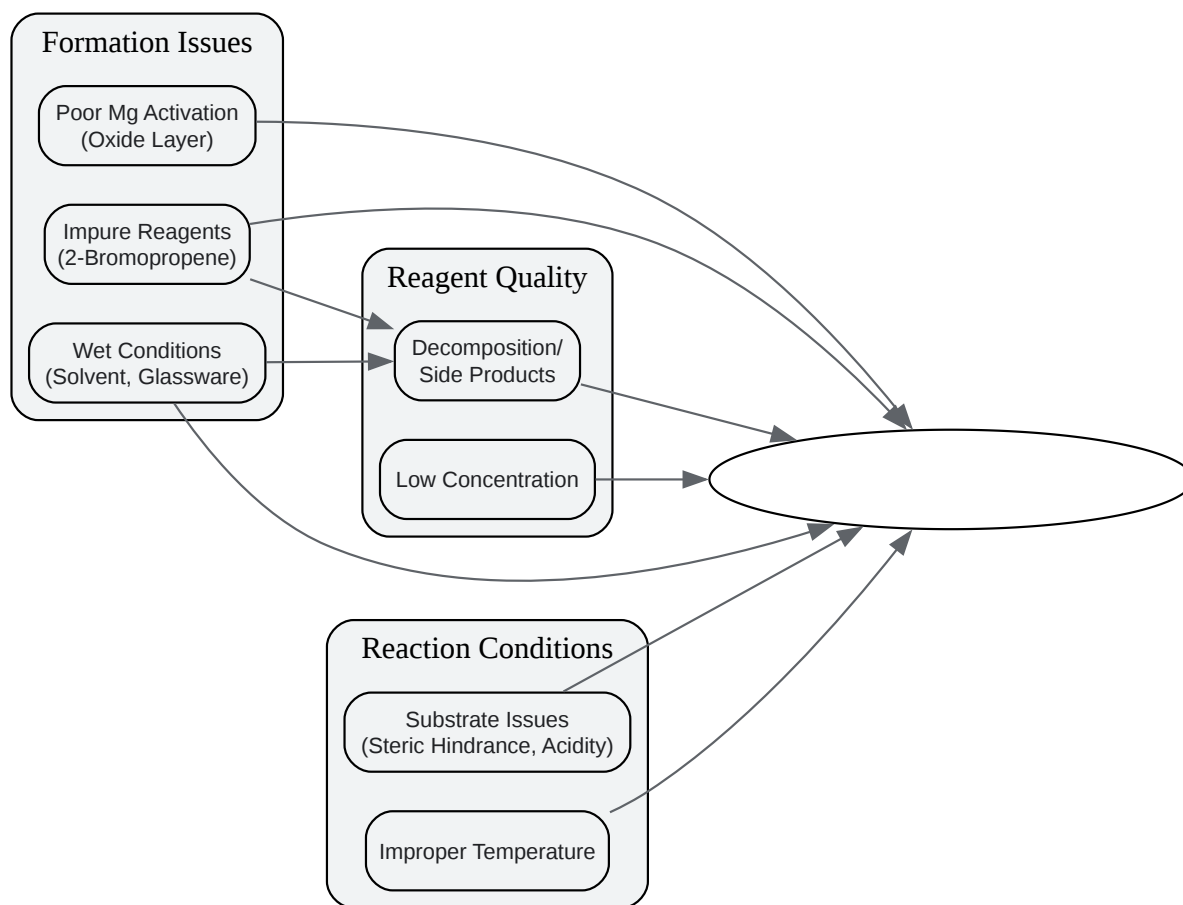 Formation Issues
Poor Mg Activation
(Oxide Layer)
Impure Reagents
(2-Bromopropene)
Wet Conditions
(Solvent, Glassware)
Reagent Quality
Decomposition/
Side Products
Low Concentration
Reaction Conditions
Substrate Issues
(Steric Hindrance, Acidity)
Improper Temperature